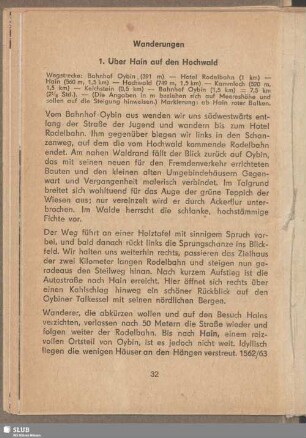 Wanderungen
1. Über Hain auf den Hochwald
Wegstrecke: Bahnhof Oybin (391 m) — Hotel Rodelbahn (1 km) —
Hain (560 m, 1,5 km) — Hochwald (749 m, 1,5 km) — Kammloch (520 m,
1,5 km) — Kelchstein (0,5 km) — Bahnhof Oybin (1,5 km) = 7,5 km
(2½ Std.). — (Die Angaben in m beziehen sich auf Meereshöhe und
sollen auf die Steigung hinweisen.) Markierung: ab Hain roter Balken.
Vom Bahnhof Oybin aus wenden wir uns südwestwärts ent-
lang der Straße der Jugend und wandern bis zum Hotel
Rodelbahn. Ihm gegenüber biegen wir links in den Schan-
zenweg, auf dem die vom Hochwald kommende Rodelbahn
endet. Am nahen Waldrand fällt der Blick zurück auf Oybin,
das mit seinen neuen für den Fremdenverkehr errichteten
Bauten und den kleinen alten Umgebindehäusern Gegen-
wart und Vergangenheit malerisch verbindet. Im Talgrund
breitet sich wohltuend für das Auge der grüne Teppich der
Wiesen aus; nur vereinzelt wird er durch Ackerflur unter-
brochen. Im Walde herrscht die schlanke, hochstämmige
Fichte vor.
Der Weg führt an einer Holztafel mit sinnigem Spruch vor-
bei, und bald danach rückt links die Sprungschanze ins Blick-
feld. Wir halten uns weiterhin rechts, passieren das Zielhaus
der zwei Kilometer langen Rodelbahn und steigen nun ge-
radeaus den Steilweg hinan. Nach kurzem Aufstieg ist die
Autostraße nach Hain erreicht. Hier öffnet sich rechts über
einen Kahlschlag hinweg ein schöner Rückblick auf den
Oybiner Talkessel mit seinen nördlichen Bergen.
Wanderer, die abkürzen wollen und auf den Besuch Hains
verzichten, verlassen nach 50 Metern die Straße wieder und
folgen weiter der Rodelbahn. Bis nach Hain, einem reiz-
vollen Ortsteil von Oybin, ist es jedoch nicht weit. Idyllisch
liegen die wenigen Häuser an den Hängen verstreut. 1562/63
32
SLUB